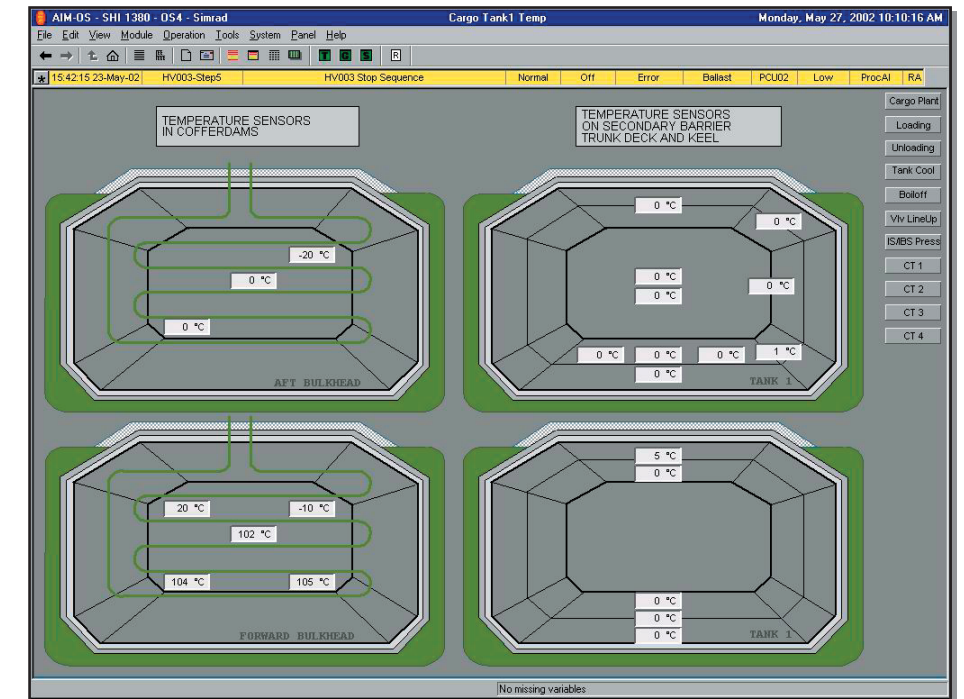 AIM-OS - SHI 1380 - OS4 - Simrad Cargo Tank1 Temp Monday, May 27, 2002 10:10:16 AM
File Edit View Module Operation Tools System Panel Help
T G S R
15:42:15 23-May-02 HV003-Step5 HV003 Stop Sequence Normal Off Error Ballast PCU02 Low ProcAl RA
Cargo Plant
Loading
Unloading
Tank Cool
Boiloff
Vlv LineUp
IS/IBS Press
CT 1
CT 2
CT 3
CT 4
TEMPERATURE SENSORS
IN COFFERDAMS
-20 °C
0 °C
0 °C
AFT BULKHEAD
TEMPERATURE SENSORS
ON SECONDARY BARRIER
TRUNK DECK AND KEEL
0 °C
0 °C
0 °C
0 °C
0 °C
0 °C 0 °C 0 °C 1 °C
0 °C
TANK 1
20 °C -10 °C
102 °C
104 °C 105 °C
FORWARD BULKHEAD
5 °C
0 °C
0 °C
0 °C
0 °C
TANK 1
No missing variables